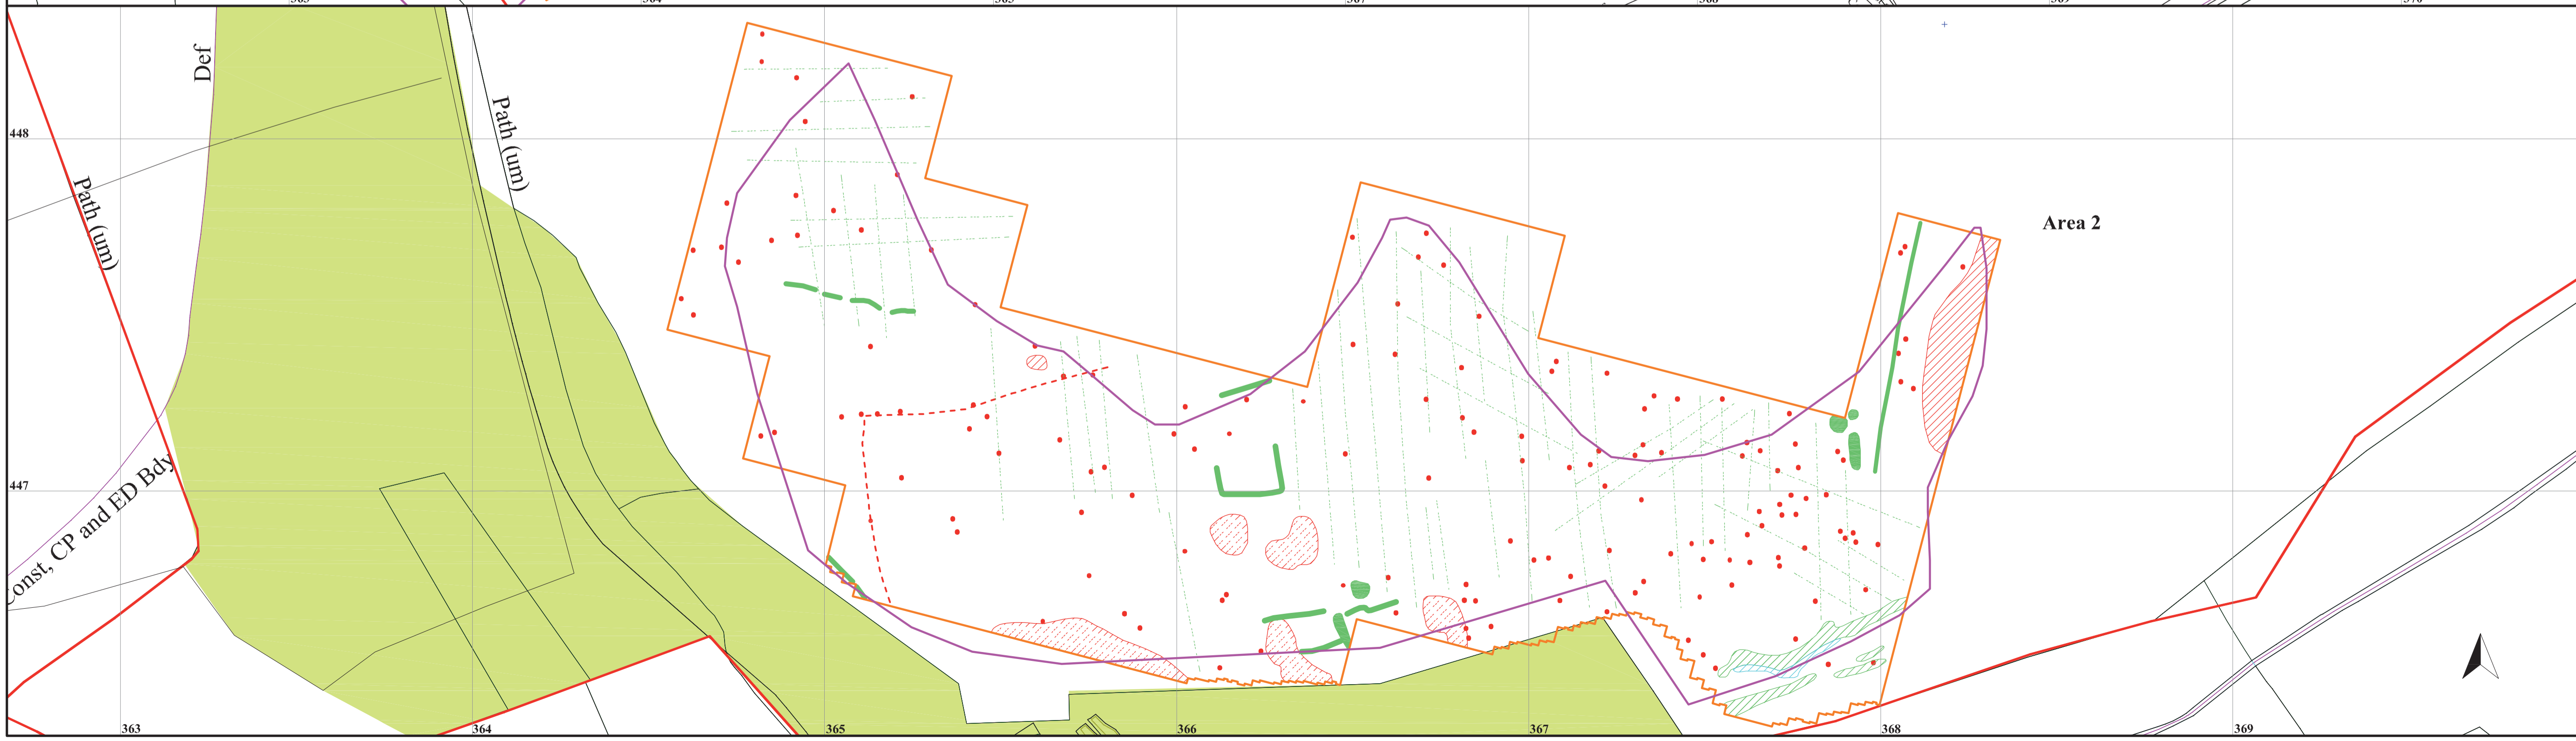 448
Def
Path (um)
Path (um)
Area 2
447
Const, CP and ED Bdy
363
364
365
366
367
368
369